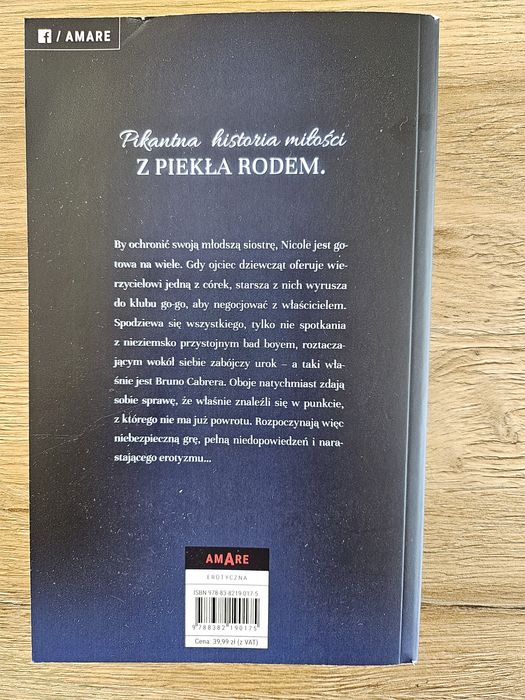 f / AMARE
Pikantna historia miłości
Z PIEKŁA RODEM.
By ochronić swoją młodszą siostrę, Nicole jest go-
towa na wiele. Gdy ojciec dziewcząt oferuje wie-
rzycielowi jedną z córek, starsza z nich wyrusza
do klubu go-go, aby negocjować z właścicielem.
Spodziewa się wszystkiego, tylko nie spotkania
z nieziemsko przystojnym bad boyem, roztacza-
jącym wokół siebie zabójczy urok – a taki wła-
śnie jest Bruno Cabrera. Oboje natychmiast zdają
sobie sprawę, że właśnie znaleźli się w punkcie,
z którego nie ma już powrotu. Rozpoczynają więc
niebezpieczną grę, pełną niedopowiedzeń i nara-
stającego erotyzmu...
AMARE
EROTYCZNA
ISBN 978-83-8219-017-5
9 788382 190175
Cena: 39,99 zł (z VAT)